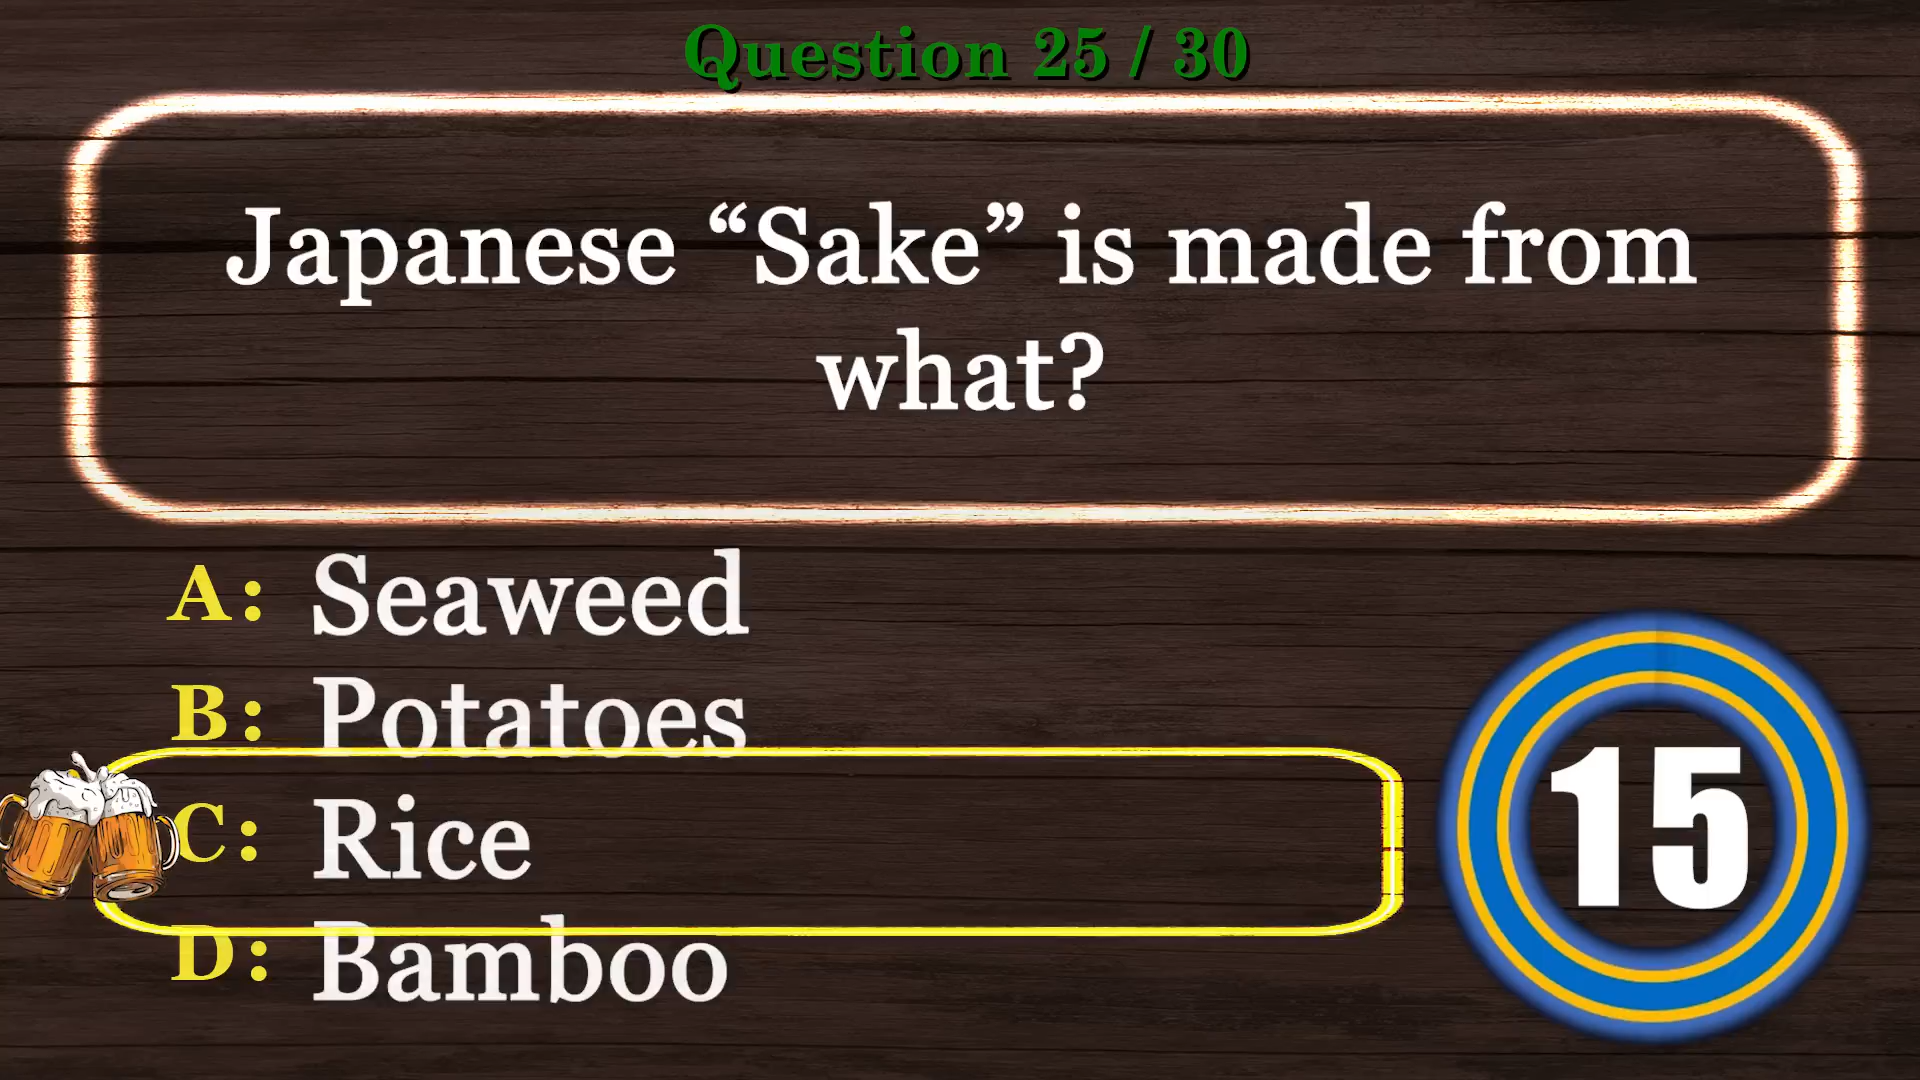 Question 25 / 30
Japanese “Sake” is made from
what?
A: Seaweed
B: Potatoes
C: Rice
D: Bamboo
15